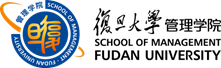 管理学院
SCHOOL OF MANAGEMENT
FUDAN UNIVERSITY
復旦大學 管理学院
SCHOOL OF MANAGEMENT
FUDAN UNIVERSITY